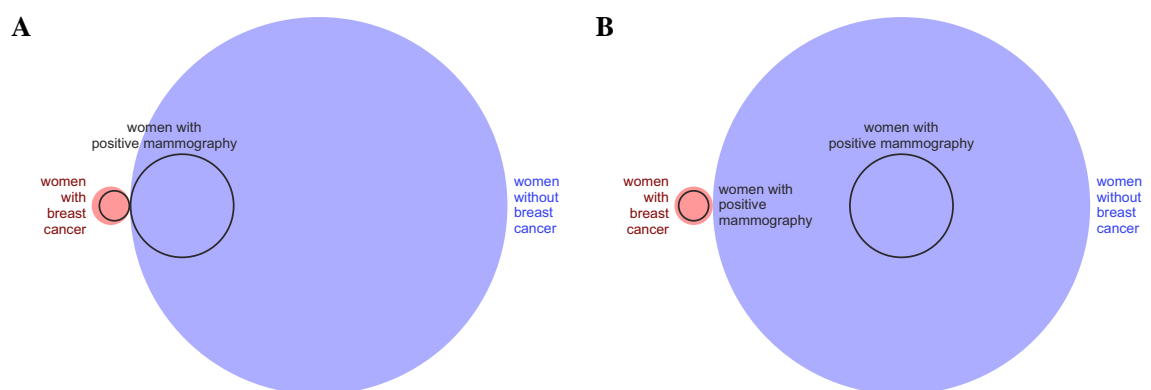 A
women with
positive mammography
women
with
breast
cancer
women
without
breast
cancer
B
women with
positive mammography
women
with
breast
cancer
women with
positive
mammography
women
without
breast
cancer